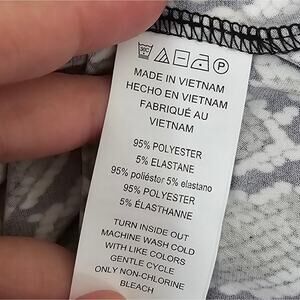 MADE IN VIETNAM
HECHO EN VIETNAM
FABRIQUÉ AU
VIETNAM
95% POLYESTER
5% ELASTANE
95% poliéster 5% elastano
95% POLYESTER
5% ÉLASTHANNE
TURN INSIDE OUT
MACHINE WASH COLD
WITH LIKE COLORS
GENTLE CYCLE
ONLY NON-CHLORINE
BLEACH